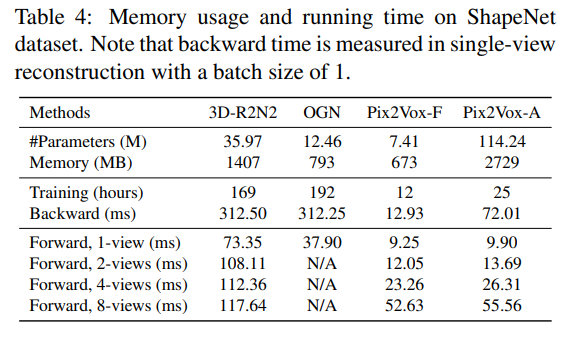 Table 4: Memory usage and running time on ShapeNet
dataset. Note that backward time is measured in single-view
reconstruction with a batch size of 1.
Methods 3D-R2N2 OGN Pix2Vox-F Pix2Vox-A
#Parameters (M) 35.97 12.46 7.41 114.24
Memory (MB) 1407 793 673 2729
Training (hours) 169 192 12 25
Backward (ms) 312.50 312.25 12.93 72.01
Forward, 1-view (ms) 73.35 37.90 9.25 9.90
Forward, 2-views (ms) 108.11 N/A 12.05 13.69
Forward, 4-views (ms) 112.36 N/A 23.26 26.31
Forward, 8-views (ms) 117.64 N/A 52.63 55.56